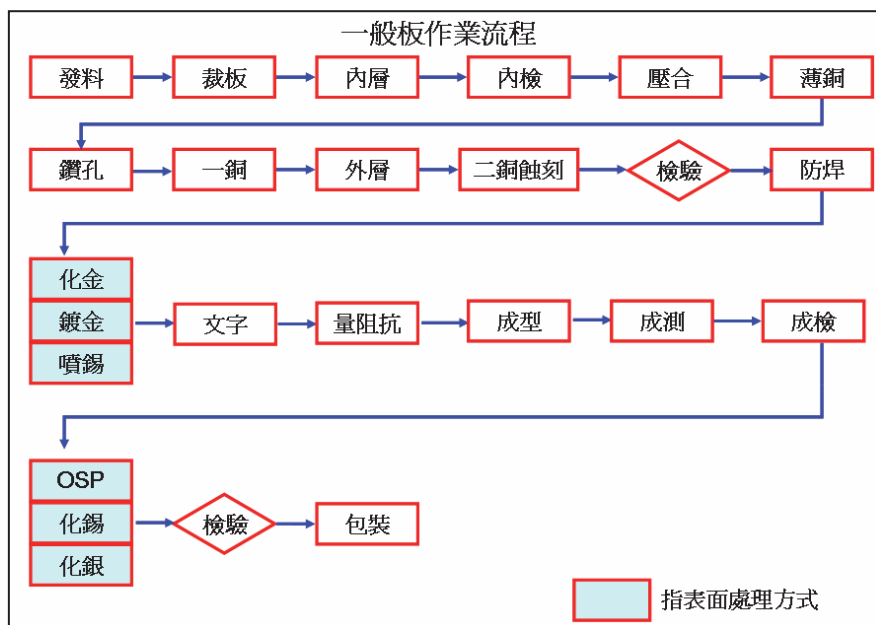 一般板作業流程
發料
裁板
內層
內檢
壓合
薄銅
鑽孔
一銅
外層
二銅蝕刻
檢驗
防焊
化金
鍍金
噴錫
文字
量阻抗
成型
成測
成檢
OSP
化錫
化銀
檢驗
包裝
指表面處理方式